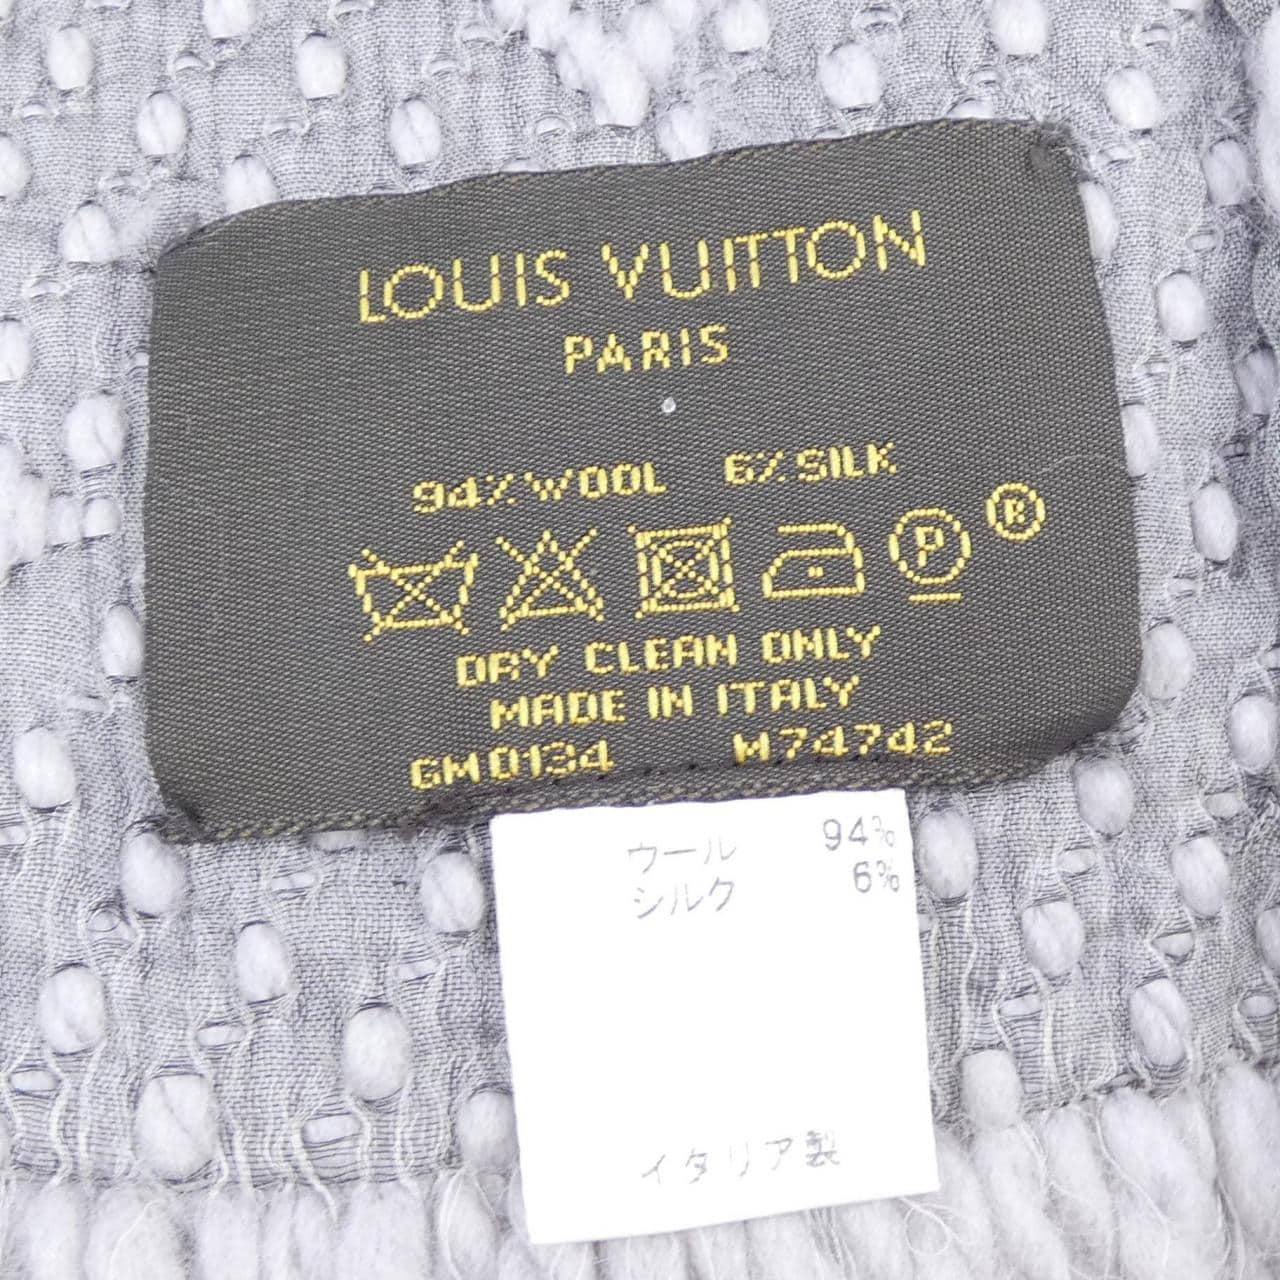 LOUIS VUITTON
PARIS
94% WOOL 6% SILK
P ®
DRY CLEAN ONLY
MADE IN ITALY
GM0134 M74742
ウール 94%
シルク 6%
イタリア製